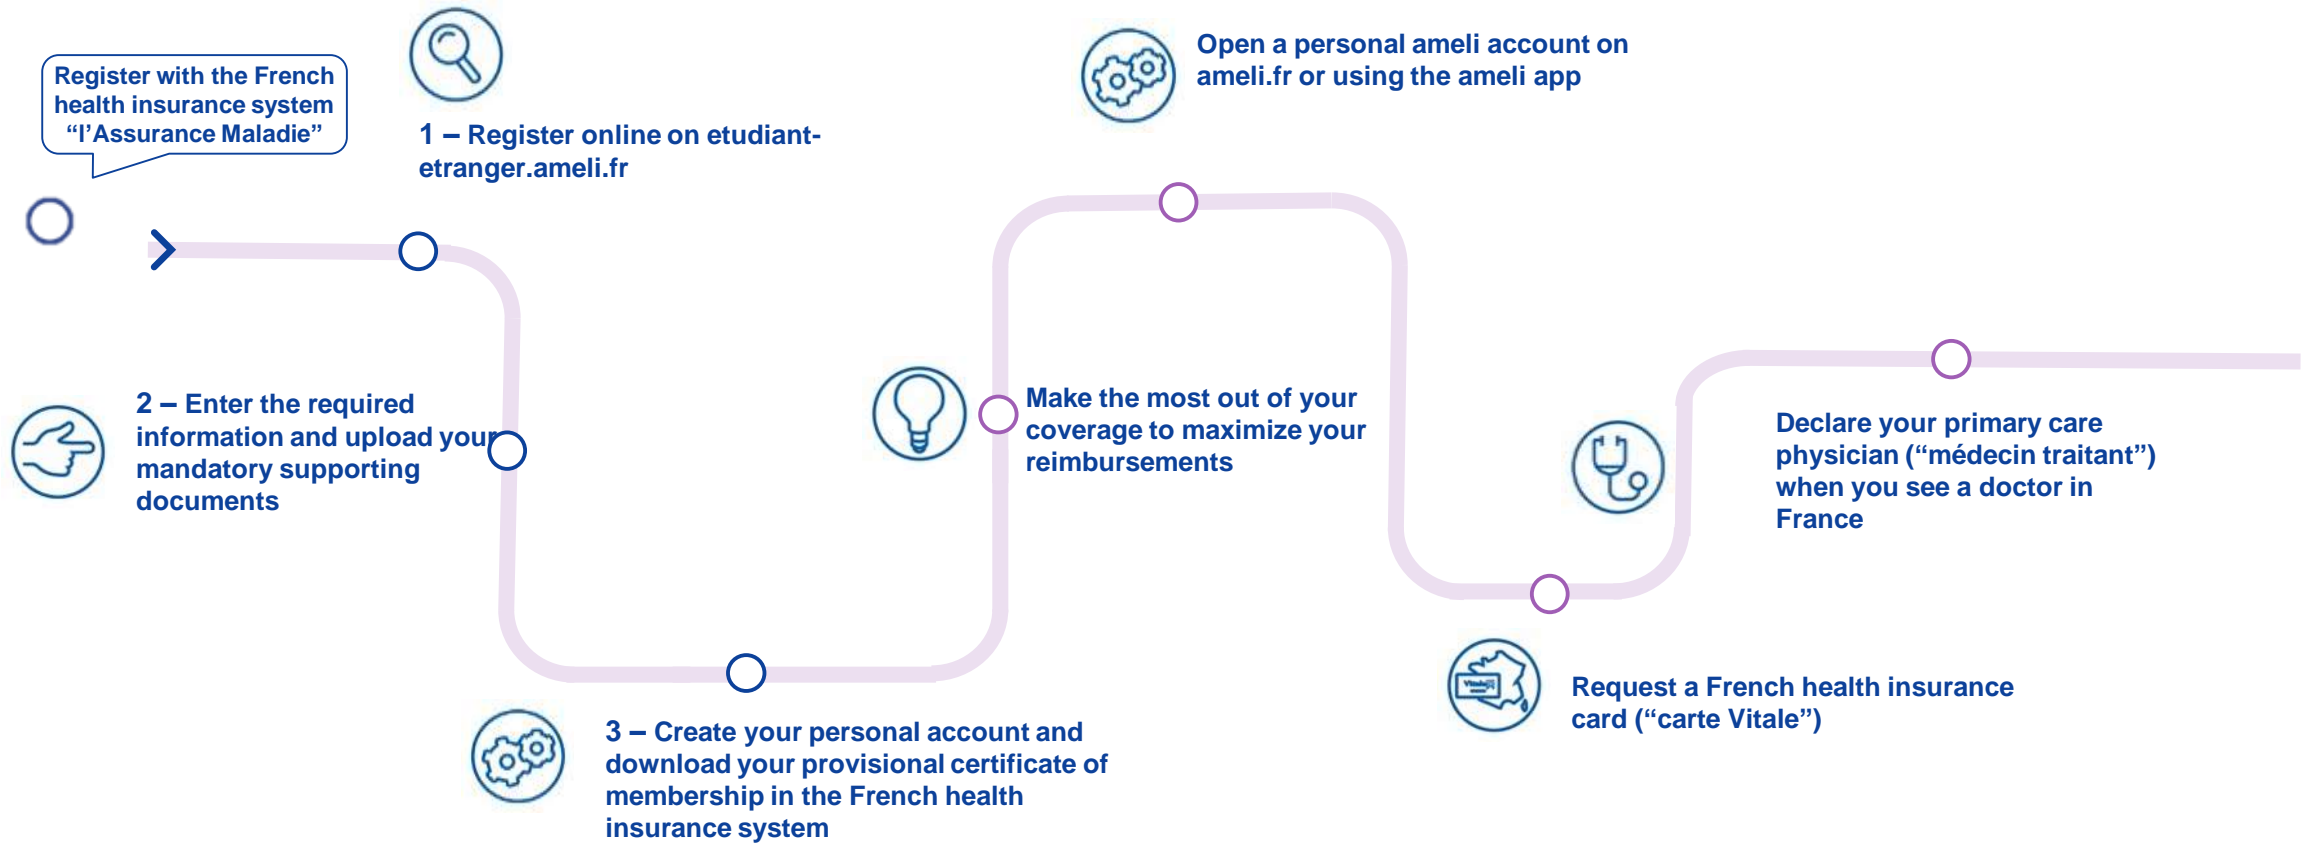 Register with the French
health insurance system
“l’Assurance Maladie”
1 – Register online on etudiant-
etranger.ameli.fr
2 – Enter the required
information and upload your
mandatory supporting
documents
3 – Create your personal account and
download your provisional certificate of
membership in the French health
insurance system
Make the most out of your
coverage to maximize your
reimbursements
Open a personal ameli account on
ameli.fr or using the ameli app
Vitale
Request a French health insurance
card (“carte Vitale”)
Declare your primary care
physician (“médecin traitant”)
when you see a doctor in
France